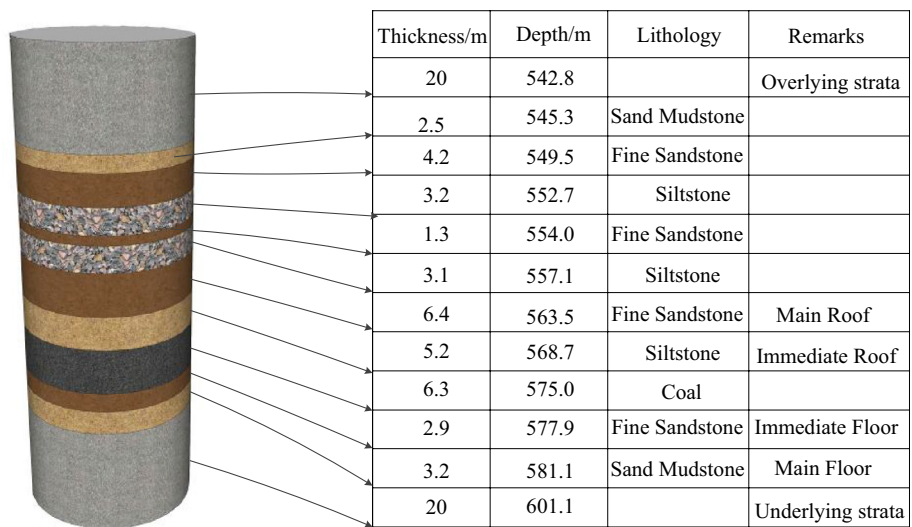 Thickness/m Depth/m Lithology Remarks
20 542.8 Overlying strata
2.5 545.3 Sand Mudstone
4.2 549.5 Fine Sandstone
3.2 552.7 Siltstone
1.3 554.0 Fine Sandstone
3.1 557.1 Siltstone
6.4 563.5 Fine Sandstone Main Roof
5.2 568.7 Siltstone Immediate Roof
6.3 575.0 Coal
2.9 577.9 Fine Sandstone Immediate Floor
3.2 581.1 Sand Mudstone Main Floor
20 601.1 Underlying strata